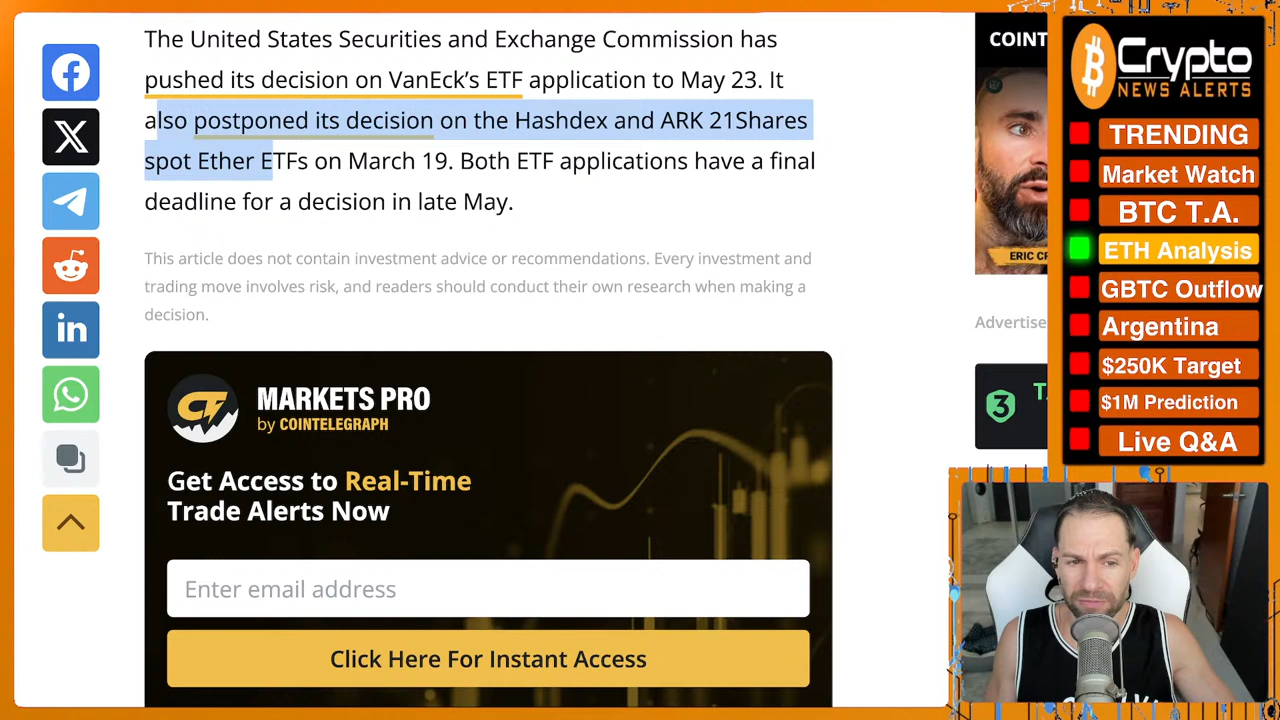 The United States Securities and Exchange Commission has
pushed its decision on VanEck’s ETF application to May 23. It
also postponed its decision on the Hashdex and ARK 21Shares
spot Ether ETFs on March 19. Both ETF applications have a final
deadline for a decision in late May.
This article does not contain investment advice or recommendations. Every investment and
trading move involves risk, and readers should conduct their own research when making a
decision.
MARKETS PRO
by COINTELEGRAPH
Get Access to Real-Time
Trade Alerts Now
Enter email address
Click Here For Instant Access
COINT
ERIC CR
Advertise
3
TA
Crypto
NEWS ALERTS
TRENDING
Market Watch
BTC T.A.
ETH Analysis
GBTC Outflow
Argentina
$250K Target
$1M Prediction
Live Q&A